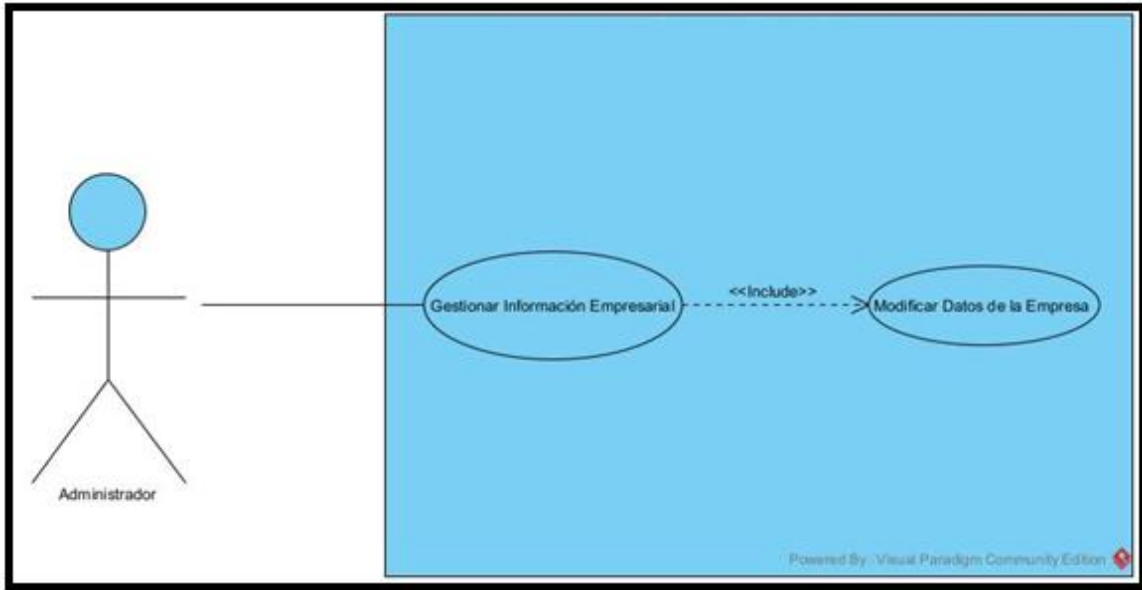 <<Include>>
Gestionar Información Empresarial
Modificar Datos de la Empresa
Administrador
Powered By Visual Paradigm Community Edition